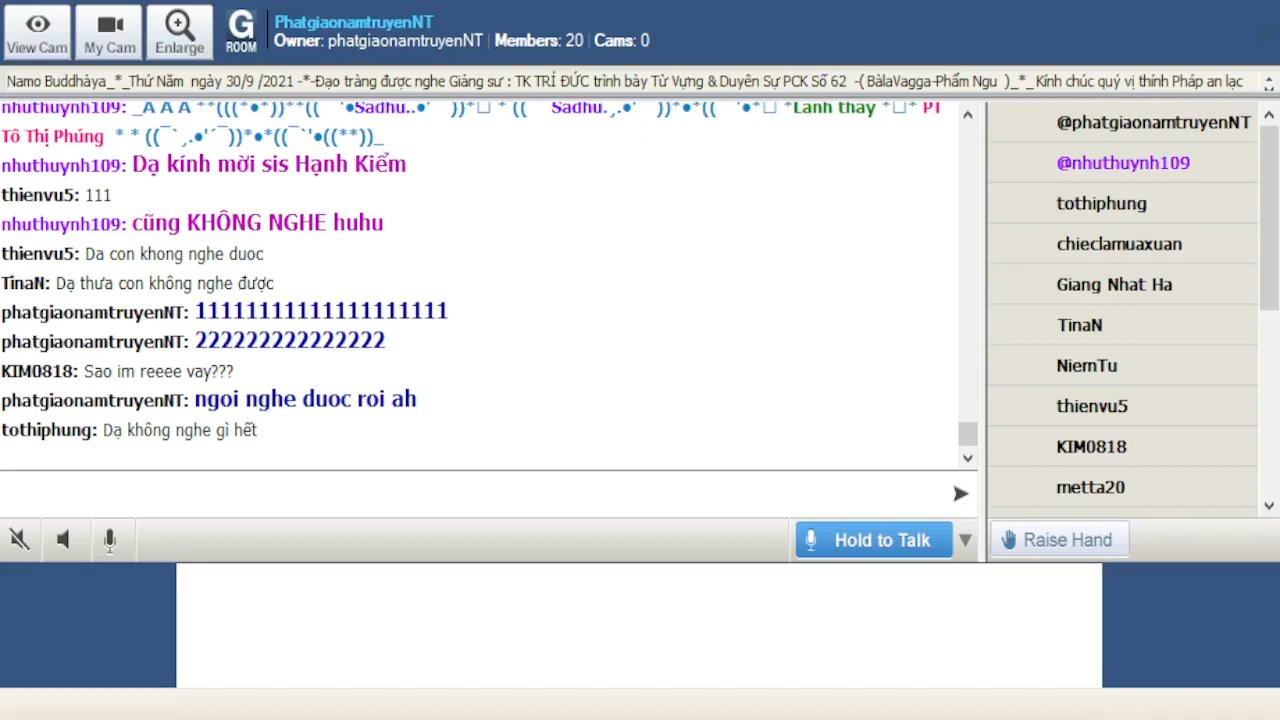 PhatgiaonamtruyenNT
View Cam
My Cam
Enlarge
G ROOM
Owner: phatgiaonamtruyenNT | Members: 20 | Cams: 0
Namo Buddhàya_*_Thứ Năm ngày 30/9 /2021 -*-Đạo tràng được nghe Giảng sư : TK TRÍ ĐỨC trình bày Từ Vựng & Duyên Sự PCK Số 62 -( BàlaVagga-Phẩm Ngu )_*_ Kính chúc quý vị thính Pháp an lạc
nhuthuynh109:
Tô Thị Phúng
nhuthuynh109: Dạ kính mời sis Hạnh Kiểm
thienvu5: 111
nhuthuynh109: cũng KHÔNG NGHE huhu
thienvu5: Da con khong nghe duoc
TinaN: Dạ thưa con không nghe được
phatgiaonamtruyenNT: 11111111111111111111
phatgiaonamtruyenNT: 222222222222222
KIM0818: Sao im reeee vay???
phatgiaonamtruyenNT: ngoi nghe duoc roi ah
tothiphung: Dạ không nghe gì hết
@phatgiaonamtruyenNT
@nhuthuynh109
tothiphung
chieclamuaxuan
Giang Nhat Ha
TinaN
NiemTu
thienvu5
KIM0818
metta20
Hold to Talk
Raise Hand